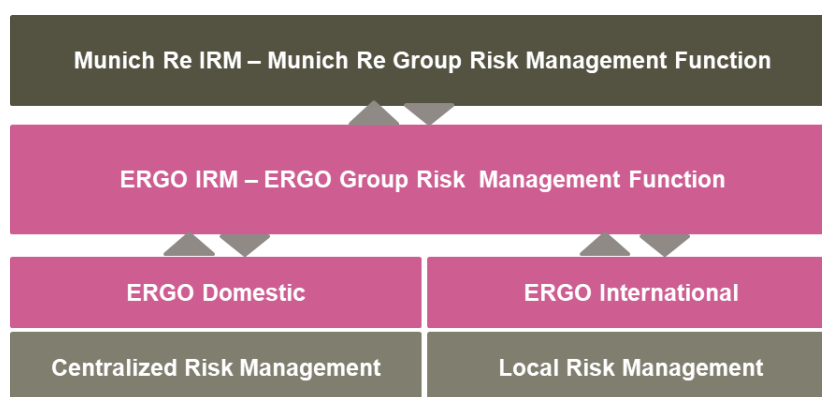 Munich Re IRM – Munich Re Group Risk Management Function
ERGO IRM – ERGO Group Risk Management Function
ERGO Domestic
ERGO International
Centralized Risk Management
Local Risk Management